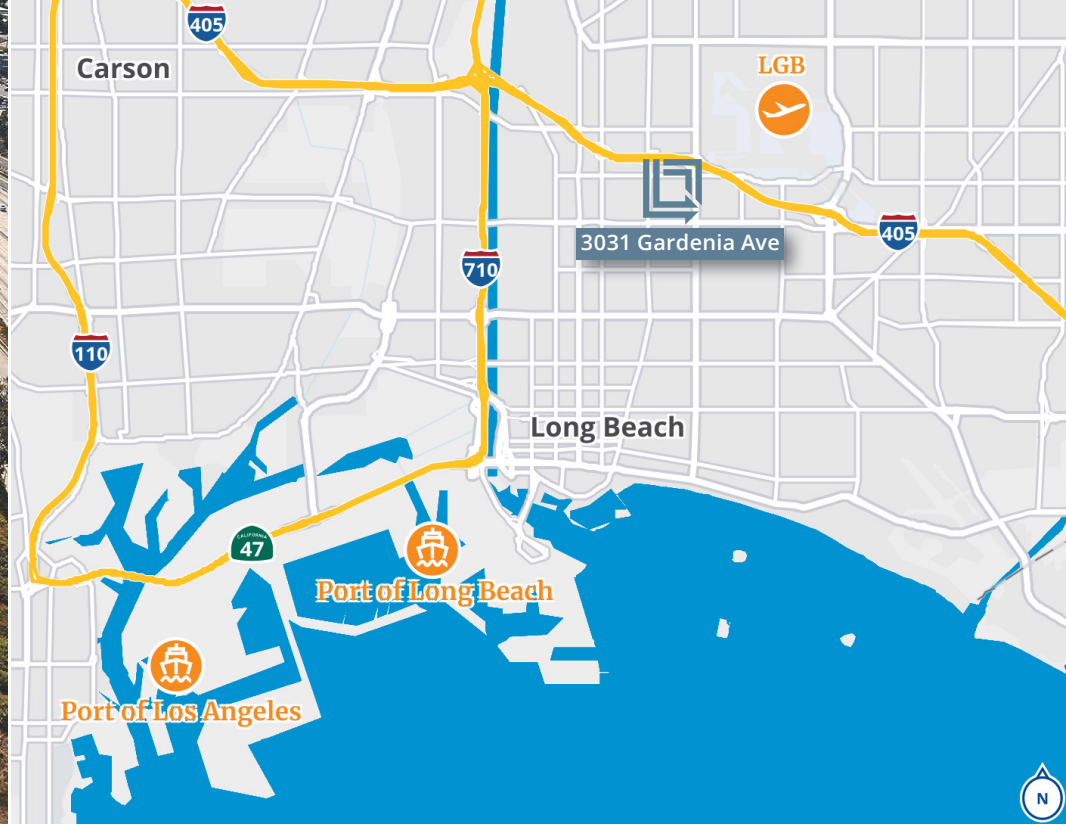 405
Carson
LGB
3031 Gardenia Ave
405
710
110
Long Beach
CALIFORNIA
47
Port of Long Beach
Port of Los Angeles
N